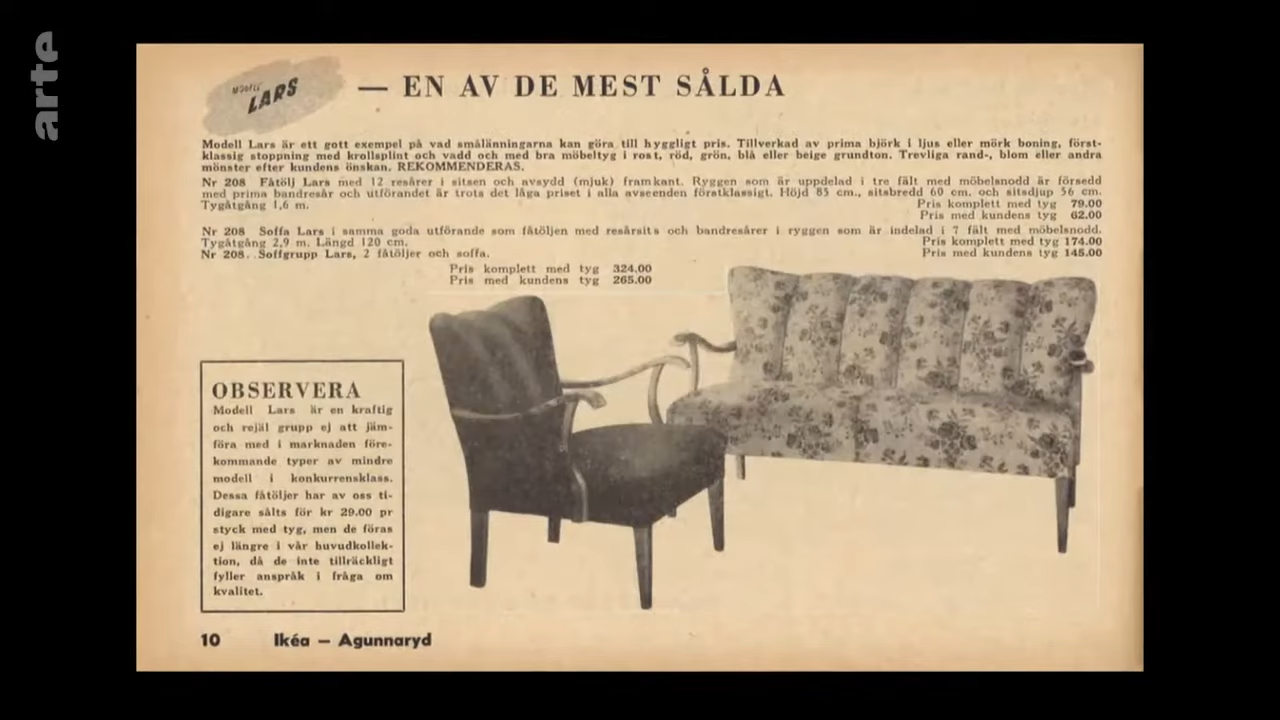 arte
MODELL
LARS
— EN AV DE MEST SÅLDA
Modell Lars är ett gott exempel på vad smålänningarna kan göra till hyggligt pris. Tillverkad av prima björk i ljus eller mörk boning, först-
klassig stoppning med krollsplint och vadd och med bra möbeltyg i rost, röd, grön, blå eller beige grundton. Trevliga rand-, blom eller andra
mönster efter kundens önskan. REKOMMENDERAS.
Nr 208 Fåtölj Lars med 12 resårer i sitsen och avsydd (mjuk) framkant. Ryggen som är uppdelad i tre fält med möbelsnodd är försedd
med prima bandresår och utförandet är trots det låga priset i alla avseenden förstklassigt. Höjd 85 cm., sitsbredd 60 cm. och sitsdjup 56 cm.
Tygåtgång 1,6 m. Pris komplett med tyg 79.00
Pris med kundens tyg 62.00
Nr 208 Soffa Lars i samma goda utförande som fåtöljen med resårsits och bandresårer i ryggen som är indelad i 7 fält med möbelsnodd.
Tygåtgång 2,9 m. Längd 120 cm. Pris komplett med tyg 174.00
Nr 208. Soffgrupp Lars, 2 fåtöljer och soffa. Pris med kundens tyg 145.00
Pris komplett med tyg 324.00
Pris med kundens tyg 265.00
OBSERVERA
Modell Lars är en kraftig
och rejäl grupp ej att jäm-
föra med i marknaden före-
kommande typer av mindre
modell i konkurrensklass.
Dessa fåtöljer har av oss ti-
digare sålts för kr 29.00 pr
styck med tyg, men de föras
ej längre i vår huvudkollek-
tion, då de inte tillräckligt
fyller anspråk i fråga om
kvalitet.
10 Ikéa — Agunnaryd